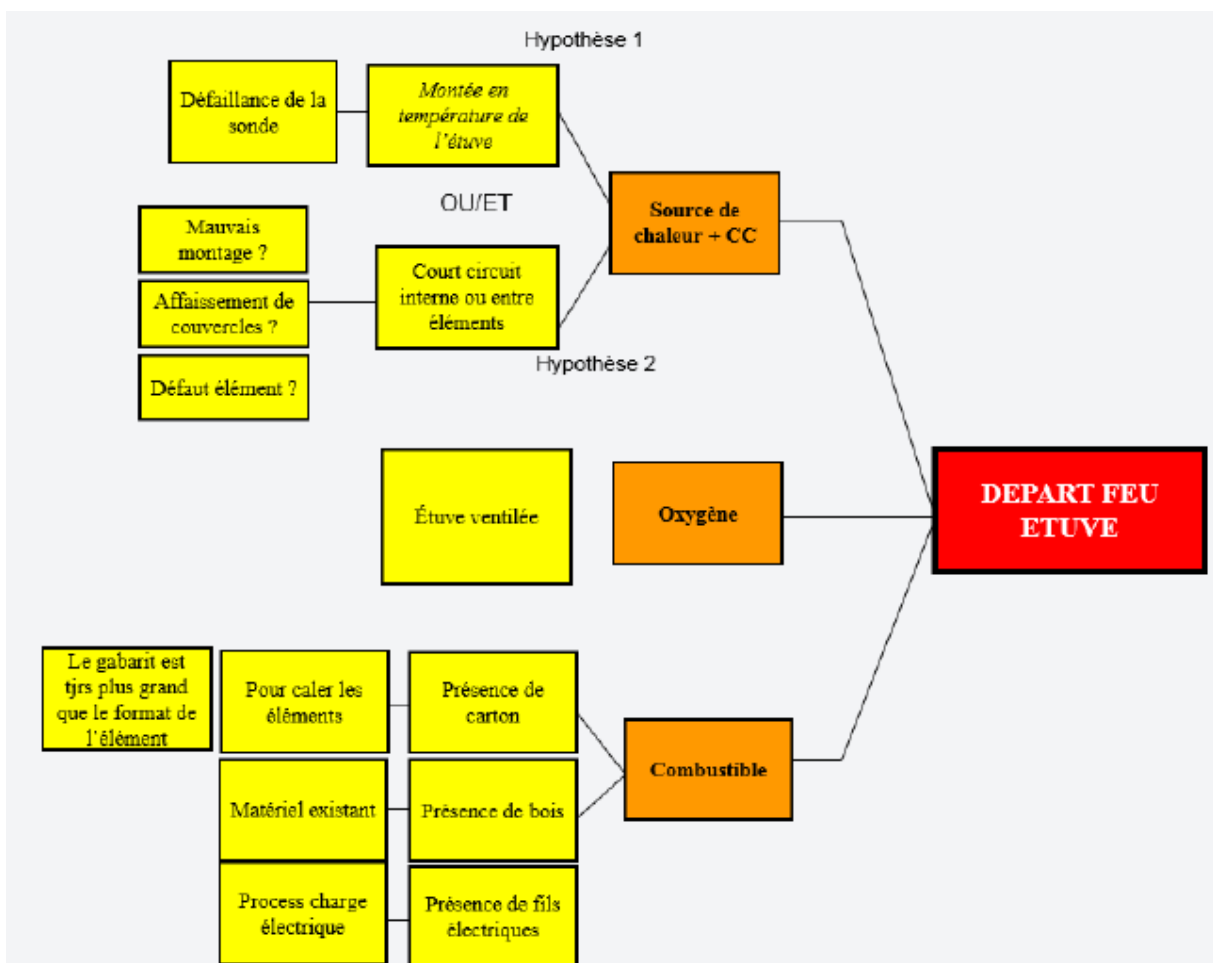 Hypothèse 1
Défaillance de la
sonde
Montée en
température de
l'étuve
OU/ET
Source de
chaleur + CC
Mauvais
montage ?
Affaissement de
couvercles ?
Défaut élément ?
Court circuit
interne ou entre
éléments
Hypothèse 2
Étuve ventilée
Oxygène
DEPART FEU
ETUVE
Le gabarit est
tjrs plus grand
que le format de
l'élément
Pour caler les
éléments
Présence de
carton
Combustible
Matériel existant
Présence de bois
Process charge
électrique
Présence de fils
électriques